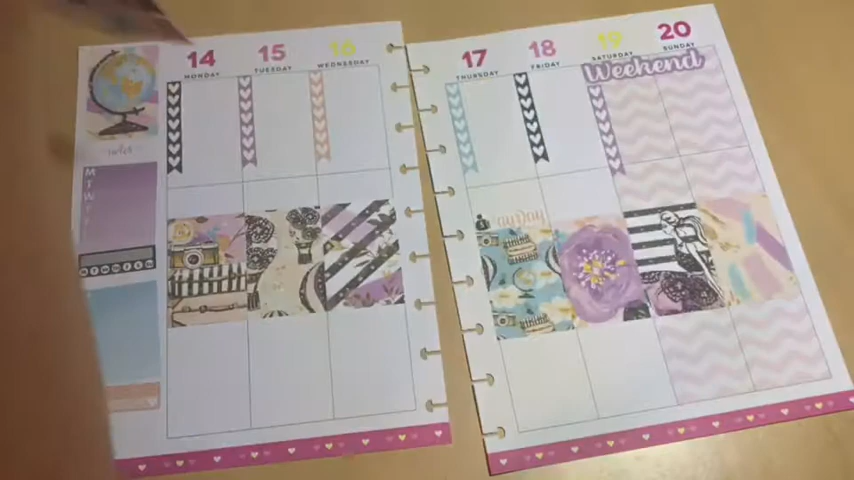 14 15 16
MONDAY TUESDAY WEDNESDAY
17 18 19 20
THURSDAY FRIDAY SATURDAY SUNDAY
Weekend
M
T
W